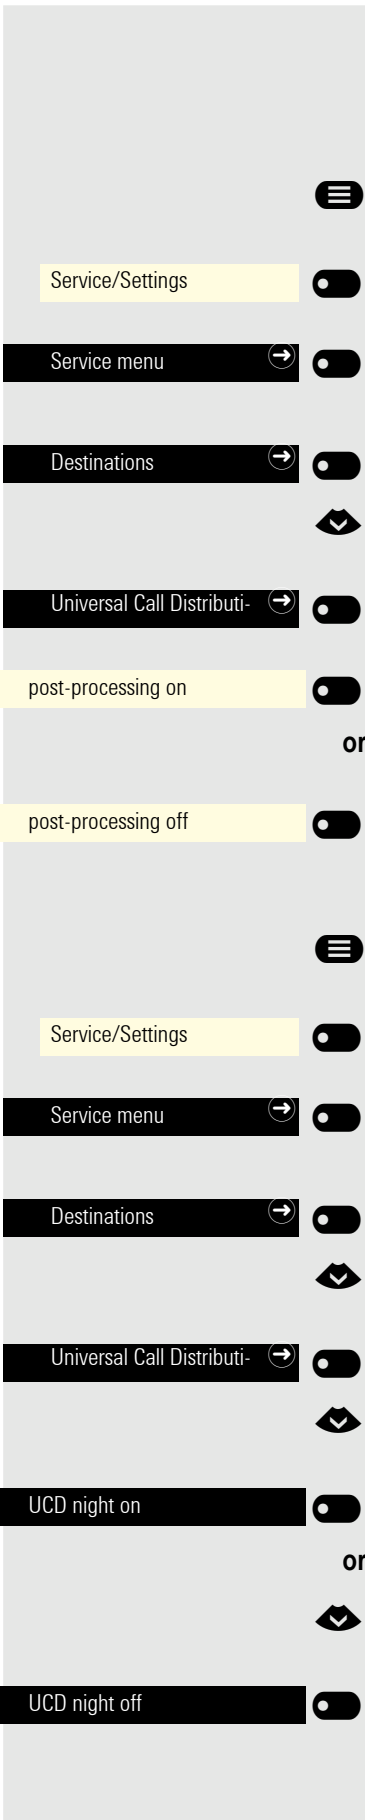 Service/Settings
Service menu
Destinations
Universal Call Distributi-
post-processing on
or
post-processing off
Service/Settings
Service menu
Destinations
Universal Call Distributi-
UCD night on
or
UCD night off